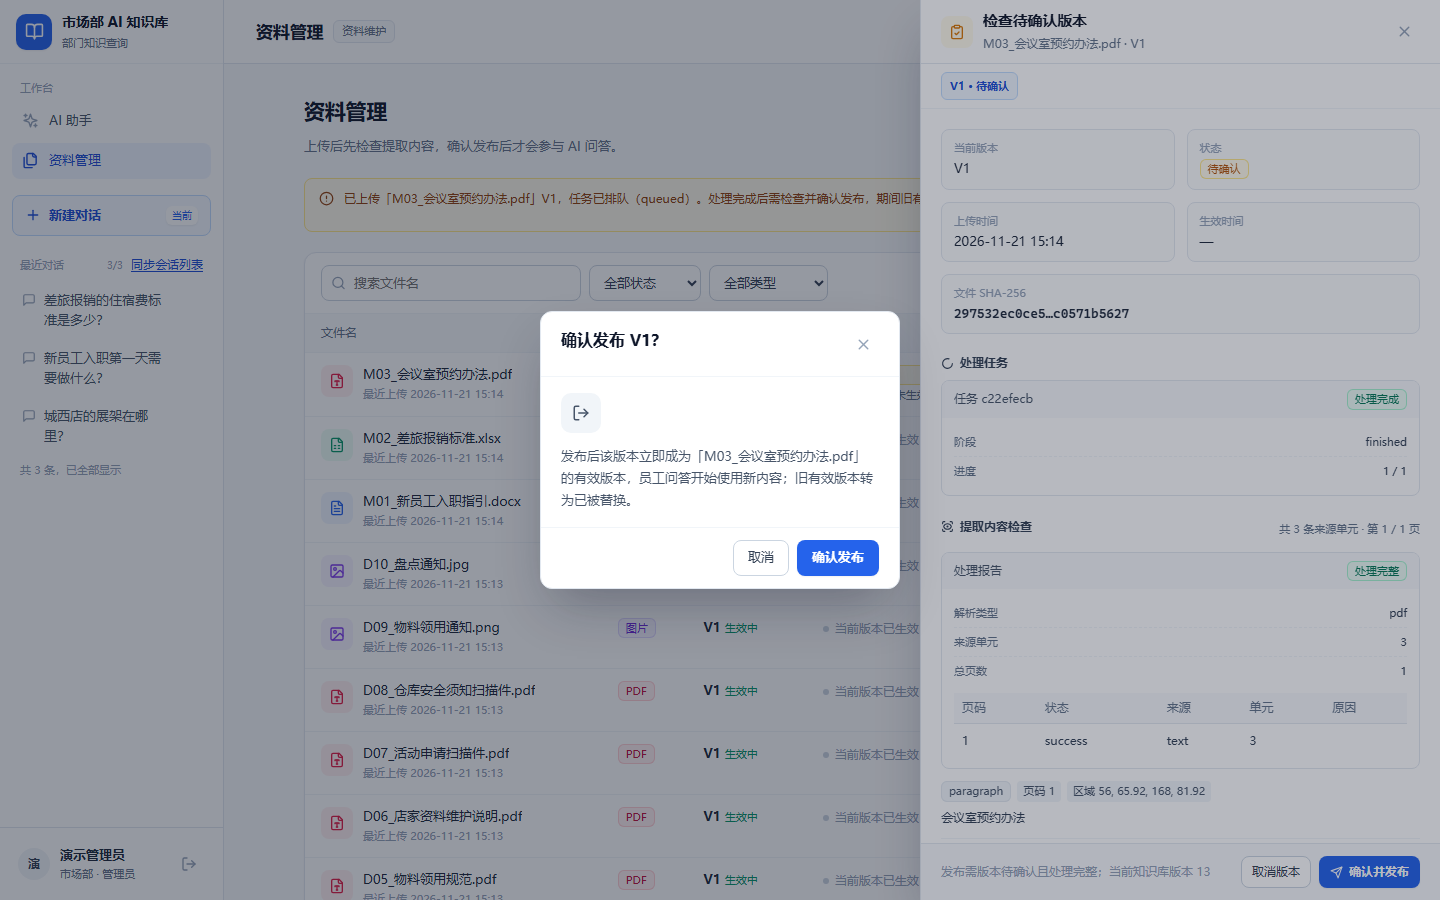 市场部 AI 知识库
部门知识查询
工作台
AI 助手
资料管理
新建对话 当前
最近对话 3/3 同步会话列表
差旅报销的住宿费标
准是多少？
新员工入职第一天需
要做什么？
城西店的展架在哪
里？
共 3 条，已全部显示
演 演示管理员
市场部 · 管理员
资料管理 资料维护
资料管理
上传后先检查提取内容，确认发布后才会参与 AI 问答。
已上传「M03_会议室预约办法.pdf」V1，任务已排队（queued）。处理完成后需检查并确认发布，期间旧有
搜索文件名 全部状态 全部类型
文件名
M03_会议室预约办法.pdf
最近上传 2026-11-21 15:14
M02_差旅报销标准.xlsx
最近上传 2026-11-21 15:14
M01_新员工入职指引.docx
最近上传 2026-11-21 15:14
D10_盘点通知.jpg
最近上传 2026-11-21 15:13
D09_物料领用通知.png 图片 V1 生效中 当前版本已生效
最近上传 2026-11-21 15:13
D08_仓库安全须知扫描件.pdf PDF V1 生效中 当前版本已生效
最近上传 2026-11-21 15:13
D07_活动申请扫描件.pdf PDF V1 生效中 当前版本已生效
最近上传 2026-11-21 15:13
D06_店家资料维护说明.pdf PDF V1 生效中 当前版本已生效
最近上传 2026-11-21 15:13
D05_物料领用规范.pdf PDF V1 生效中 当前版本已生效
最近上传 2026-11-21 15:13
确认发布 V1？
发布后该版本立即成为「M03_会议室预约办法.pdf」
的有效版本，员工问答开始使用新内容；旧有效版本转
为已被替换。
取消 确认发布
检查待确认版本
M03_会议室预约办法.pdf · V1
V1 • 待确认
当前版本
V1
状态
待确认
上传时间
2026-11-21 15:14
生效时间
—
文件 SHA-256
297532ec0ce5…c0571b5627
处理任务
任务 c22efecb 处理完成
阶段 finished
进度 1 / 1
提取内容检查 共 3 条来源单元 · 第 1 / 1 页
处理报告 处理完整
解析类型 pdf
来源单元 3
总页数 1
页码 状态 来源 单元 原因
1 success text 3
paragraph 页码 1 区域 56, 65.92, 168, 81.92
会议室预约办法
发布需版本待确认且处理完整；当前知识库版本 13 取消版本 确认并发布